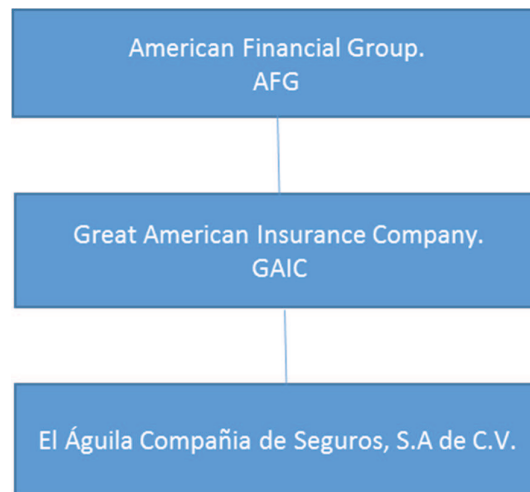 American Financial Group.
AFG
Great American Insurance Company.
GAIC
El Águila Compañia de Seguros, S.A de C.V.